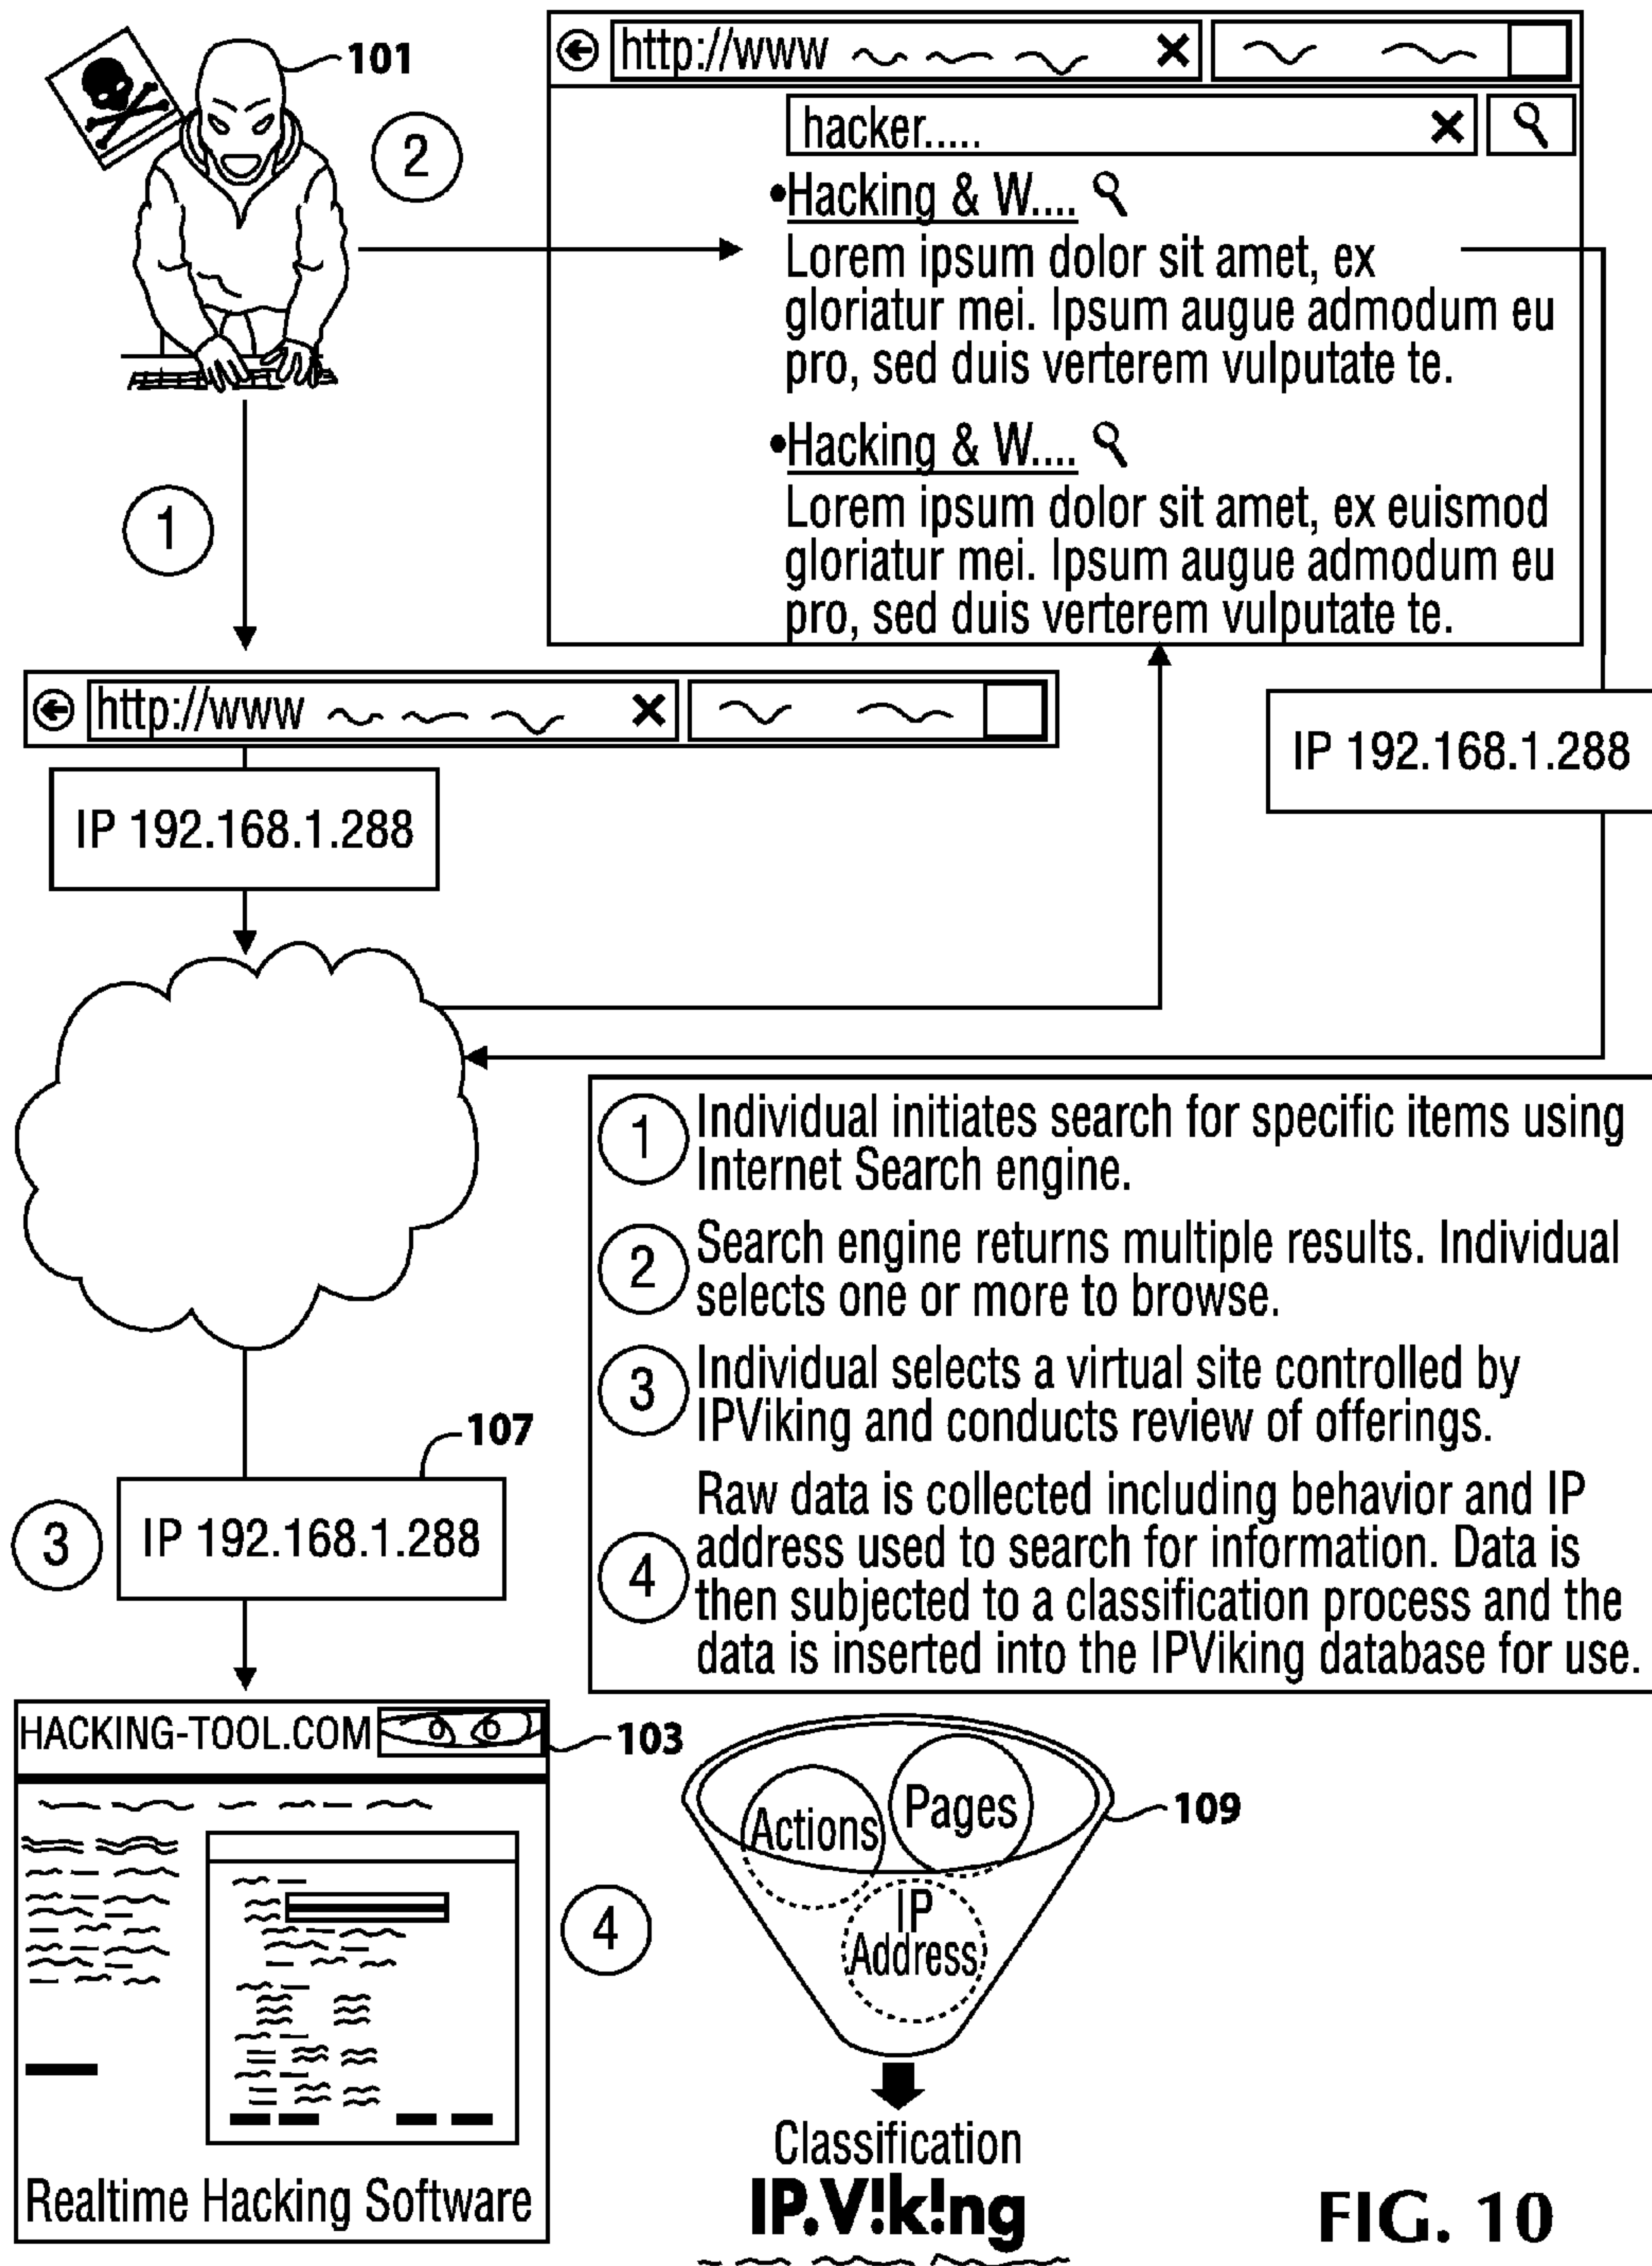 101
2
http://www
hacker.....
•Hacking & W....
Lorem ipsum dolor sit amet, ex
gloriatur mei. Ipsum augue admodum eu
pro, sed duis verterem vulputate te.
•Hacking & W....
Lorem ipsum dolor sit amet, ex euismod
gloriatur mei. Ipsum augue admodum eu
pro, sed duis verterem vulputate te.
1
http://www
IP 192.168.1.288
IP 192.168.1.288
1 Individual initiates search for specific items using
Internet Search engine.
2 Search engine returns multiple results. Individual
selects one or more to browse.
3 Individual selects a virtual site controlled by
IPViking and conducts review of offerings.
4 Raw data is collected including behavior and IP
address used to search for information. Data is
then subjected to a classification process and the
data is inserted into the IPViking database for use.
107
3
IP 192.168.1.288
HACKING-TOOL.COM
103
Realtime Hacking Software
4
Actions
Pages
IP
Address
109
Classification
IP.V!k!ng
FIG. 10